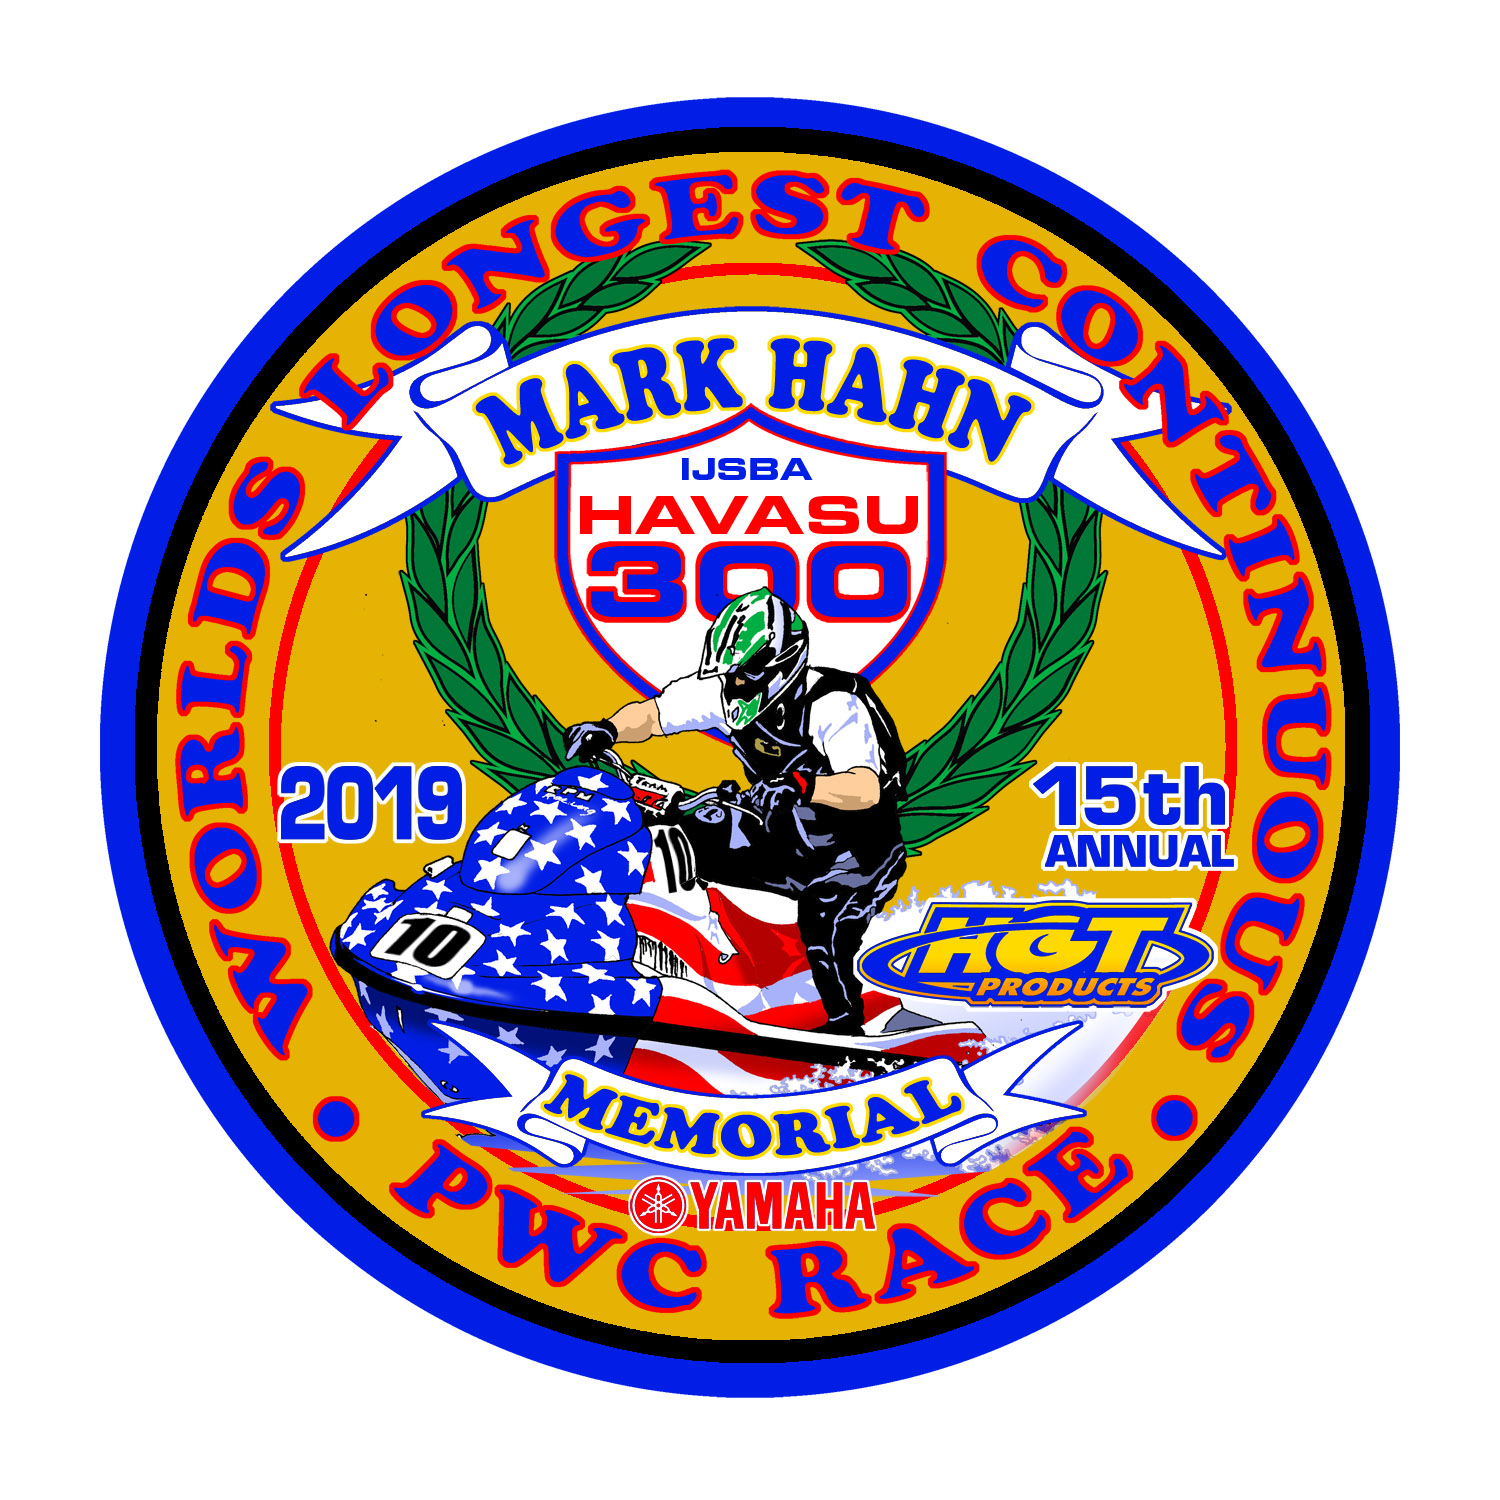 WORLDS LONGEST CONTINUOUS
• PWC RACE •
MARK HAHN
IJSBA
HAVASU
300
2019
15th
ANNUAL
TEAM
10
10
HOT
PRODUCTS
MEMORIAL
YAMAHA